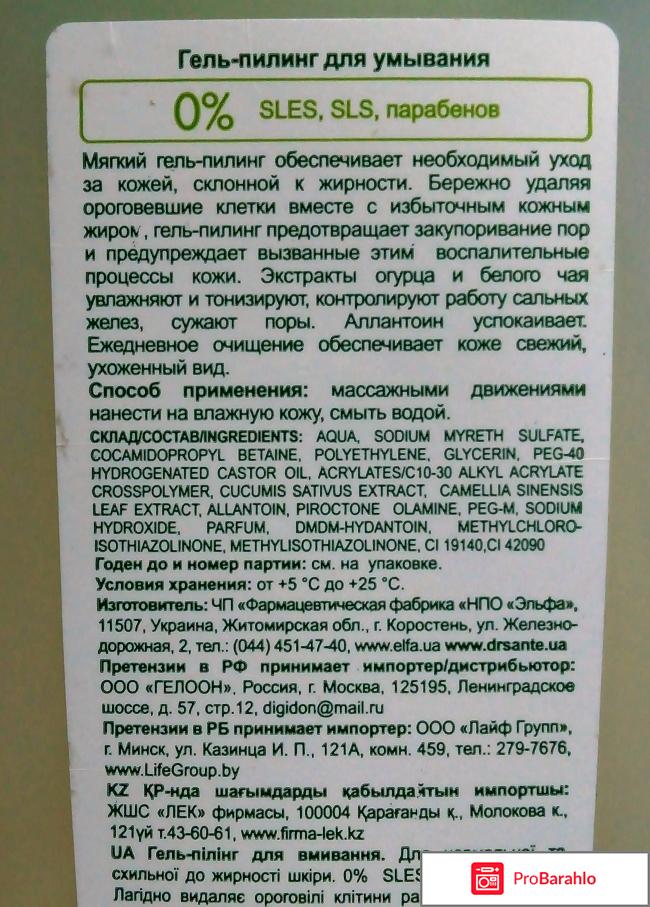 Гель-пилинг для умывания
0% SLES, SLS, парабенов
Мягкий гель-пилинг обеспечивает необходимый уход
за кожей, склонной к жирности. Бережно удаляя
ороговевшие клетки вместе с избыточным кожным
жиром, гель-пилинг предотвращает закупоривание пор
и предупреждает вызванные этим воспалительные
процессы кожи. Экстракты огурца и белого чая
увлажняют и тонизируют, контролируют работу сальных
желез, сужают поры. Аллантоин успокаивает.
Ежедневное очищение обеспечивает коже свежий,
ухоженный вид.
Способ применения: массажными движениями
нанести на влажную кожу, смыть водой.
СКЛАД/СОСТАВ/INGREDIENTS: AQUA, SODIUM MYRETH SULFATE,
COCAMIDOPROPYL BETAINE, POLYETHYLENE, GLYCERIN, PEG-40
HYDROGENATED CASTOR OIL, ACRYLATES/C10-30 ALKYL ACRYLATE
CROSSPOLYMER, CUCUMIS SATIVUS EXTRACT, CAMELLIA SINENSIS
LEAF EXTRACT, ALLANTOIN, PIROCTONE OLAMINE, PEG-M, SODIUM
HYDROXIDE, PARFUM, DMDM-HYDANTOIN, METHYLCHLORO-
ISOTHIAZOLINONE, METHYLISOTHIAZOLINONE, CI 19140,CI 42090
Годен до и номер партии: см. на упаковке.
Условия хранения: от +5 °C до +25 °C.
Изготовитель: ЧП «Фармацевтическая фабрика «НПО «Эльфа»,
11507, Украина, Житомирская обл., г. Коростень, ул. Железно-
дорожная, 2, тел.: (044) 451-47-40, www.elfa.ua www.drsante.ua
Претензии в РФ принимает импортер/дистрибьютор:
ООО «ГЕЛООН», Россия, г. Москва, 125195, Ленинградское
шоссе, д. 57, стр.12, digidon@mail.ru
Претензии в РБ принимает импортер: ООО «Лайф Групп»,
г. Минск, ул. Казинца И. П., 121А, комн. 459, тел.: 279-7676,
www.LifeGroup.by
KZ ҚР-нда шағымдарды қабылдайтын импортшы:
ЖШС «ЛЕК» фирмасы, 100004 Қарағанды қ., Молокова к.,
121үй т.43-60-61, www.firma-lek.kz
UA Гель-пілінг для вмивання. Для
схильної до жирності шкіри. 0% SLES
Лагідно видаляє ороговілі клітини
ProBarahlo